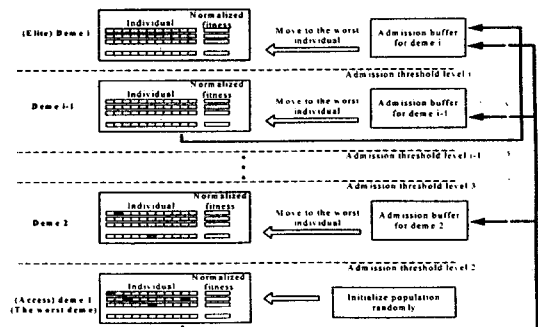 Individual Normalized fitness
(Elite) Deme i
Move to the worst individual
Admission buffer for deme i
Admission threshold level i
Individual Normalized fitness
Deme i-1
Move to the worst individual
Admission buffer for deme i-1
Admission threshold level i-1
Admission threshold level 3
Individual Normalized fitness
Deme 2
Move to the worst individual
Admission buffer for deme 2
Admission threshold level 2
Individual Normalized fitness
(Access) deme 1
(The worst deme)
Initialize population randomly